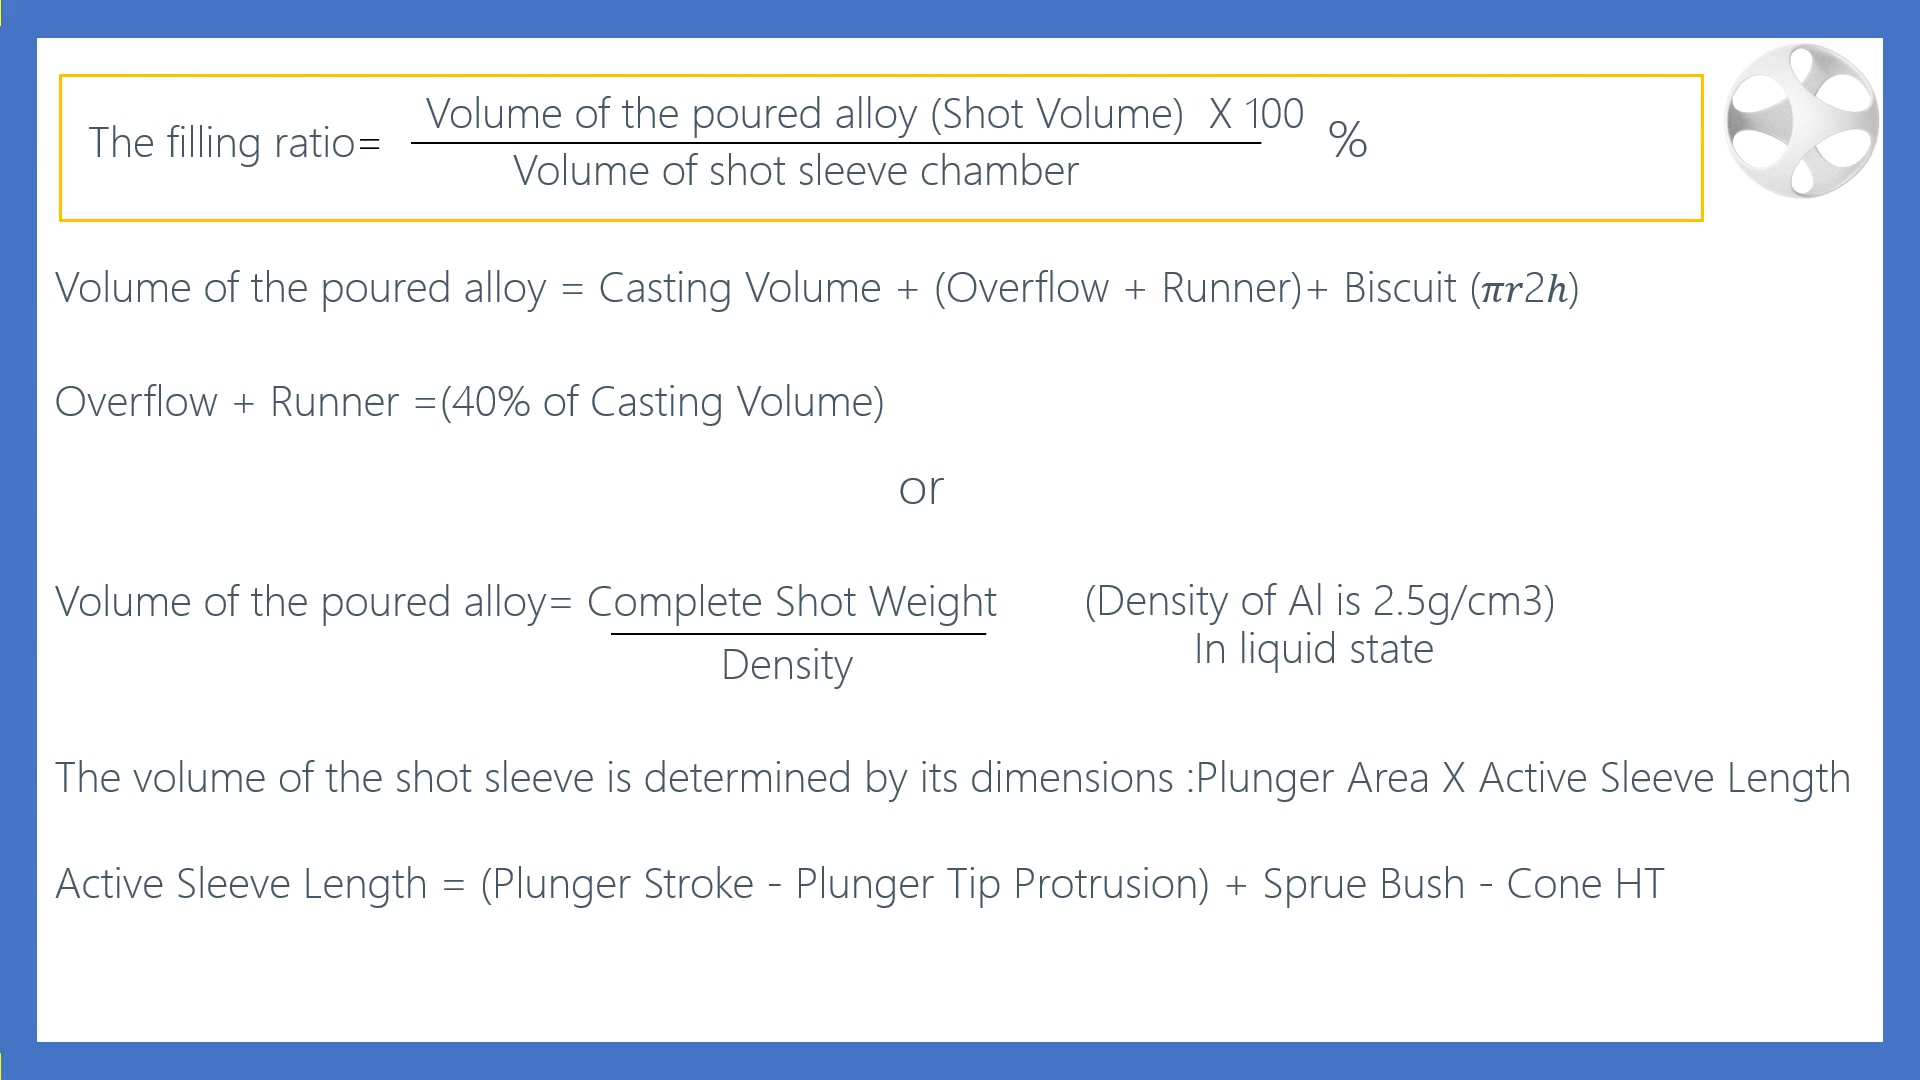 Volume of the poured alloy (Shot Volume) X 100
The filling ratio= %
Volume of shot sleeve chamber
Volume of the poured alloy = Casting Volume + (Overflow + Runner)+ Biscuit (𝝅𝒓2𝒉)
Overflow + Runner =(40% of Casting Volume)
or
Volume of the poured alloy= Complete Shot Weight (Density of Al is 2.5g/cm3)
Density In liquid state
The volume of the shot sleeve is determined by its dimensions :Plunger Area X Active Sleeve Length
Active Sleeve Length = (Plunger Stroke - Plunger Tip Protrusion) + Sprue Bush - Cone HT